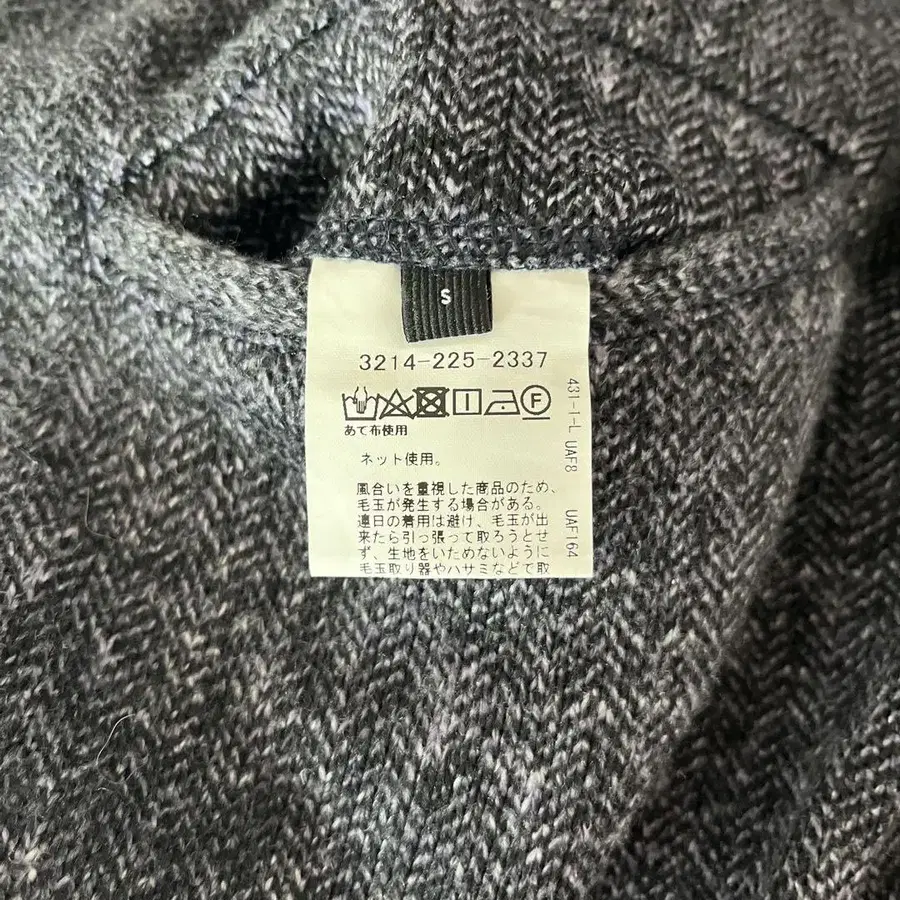 S
3214-225-2337
F
あて布使用
ネット使用。
風合いを重視した商品のため、
毛玉が発生する場合がある。
連日の着用は避け、毛玉が出
来たら引っ張って取ろうとせ
ず、生地をいためないように
毛玉取り器やハサミなどで取
431-1-L UAF8 UAF164